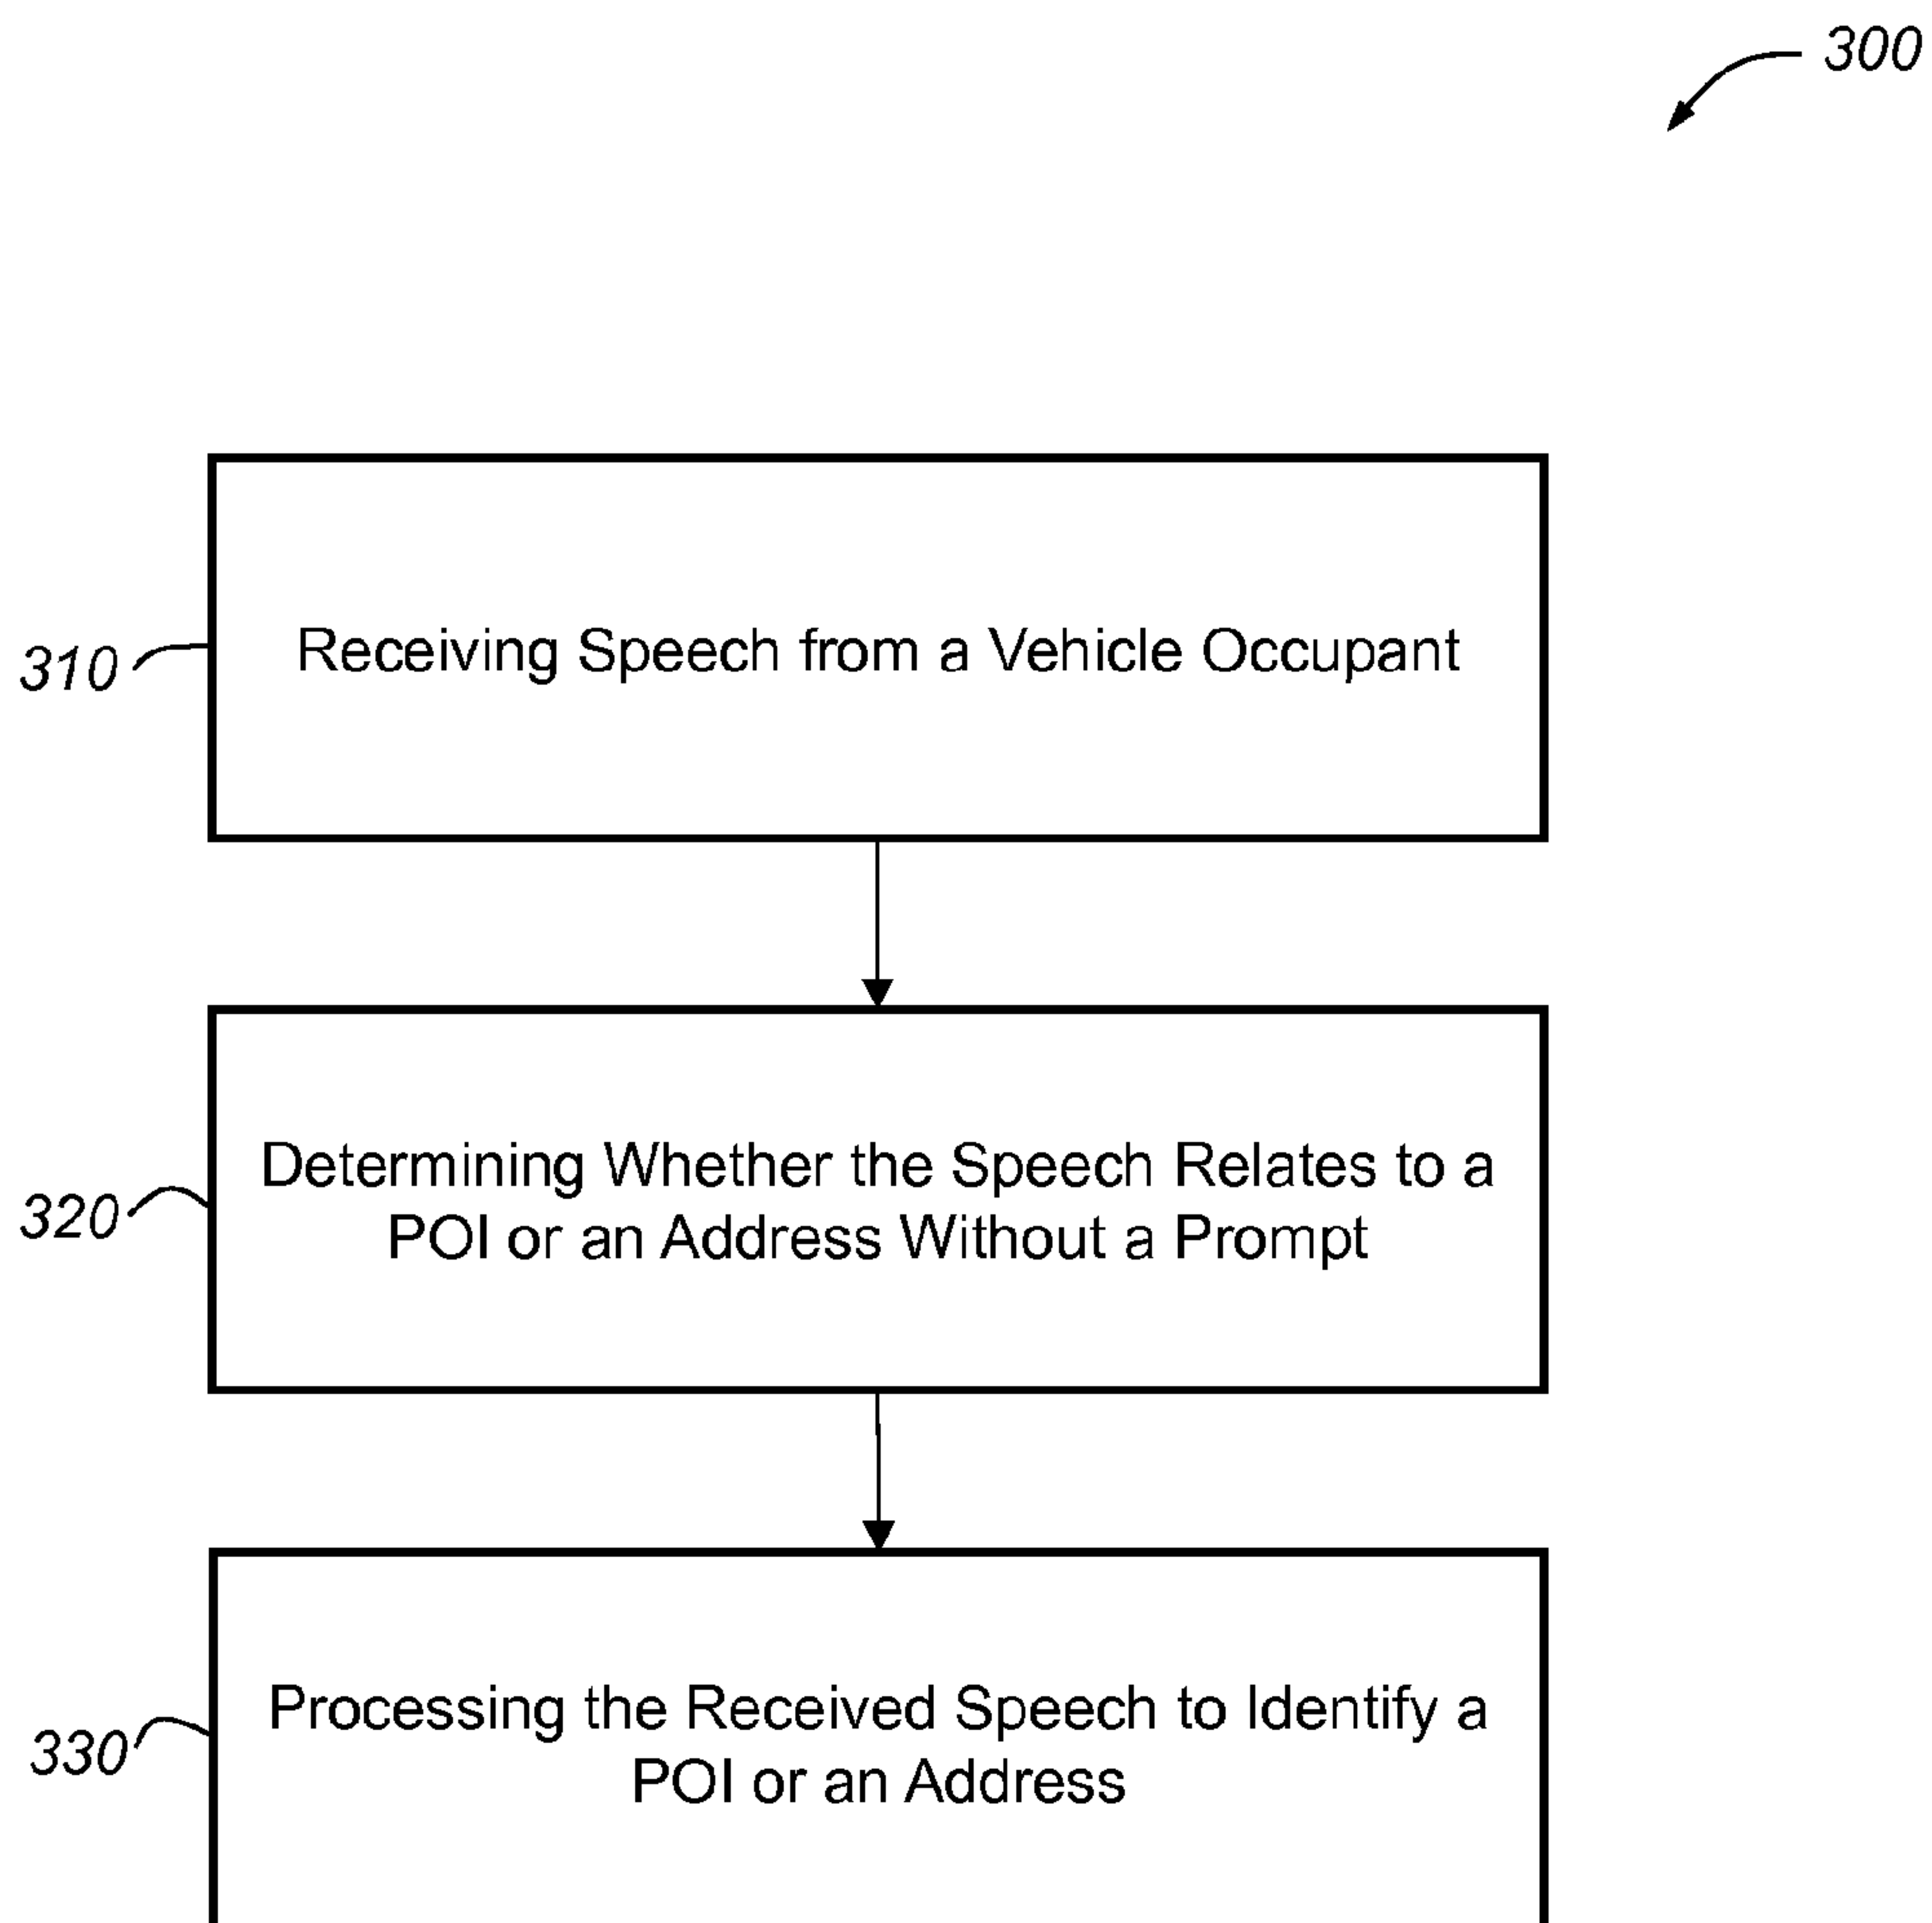 300
310
Receiving Speech from a Vehicle Occupant
320
Determining Whether the Speech Relates to a
POI or an Address Without a Prompt
330
Processing the Received Speech to Identify a
POI or an Address